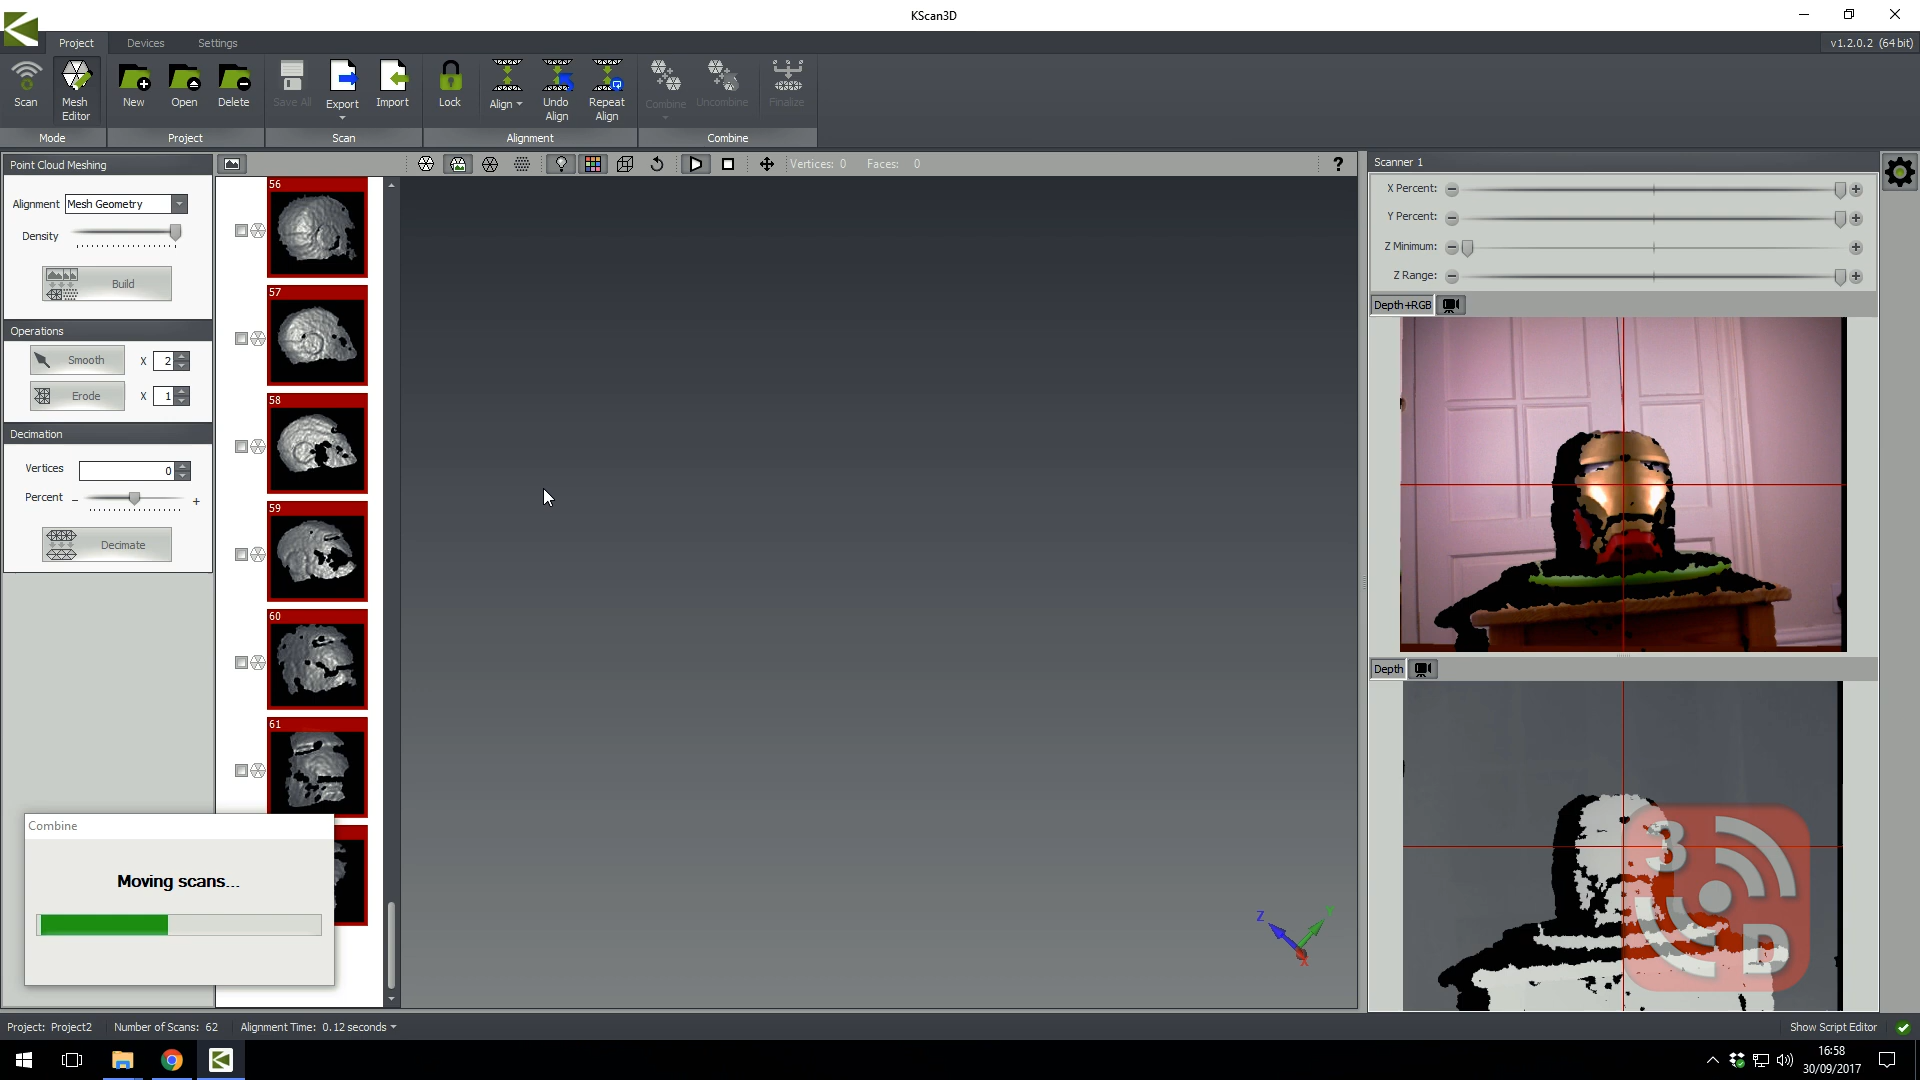 KScan3D
Project
Devices
Settings
v1.2.0.2 (64 bit)
Scan
Mesh
Editor
New
Open
Delete
Save All
Export
Import
Lock
Align
Undo
Align
Repeat
Align
Combine
Uncombine
Finalize
Mode
Project
Scan
Alignment
Combine
Point Cloud Meshing
Alignment
Mesh Geometry
Density
Build
Operations
Smooth
X
2
Erode
X
1
Decimation
Vertices
0
Percent
-
+
Decimate
Vertices: 0
Faces: 0
?
56
57
58
59
60
61
Z
Y
X
Scanner 1
X Percent:
Y Percent:
Z Minimum:
Z Range:
Depth+RGB
Depth
3
D
Combine
Moving scans...
Project: Project2
Number of Scans: 62
Alignment Time: 0.12 seconds
Show Script Editor
16:58
30/09/2017